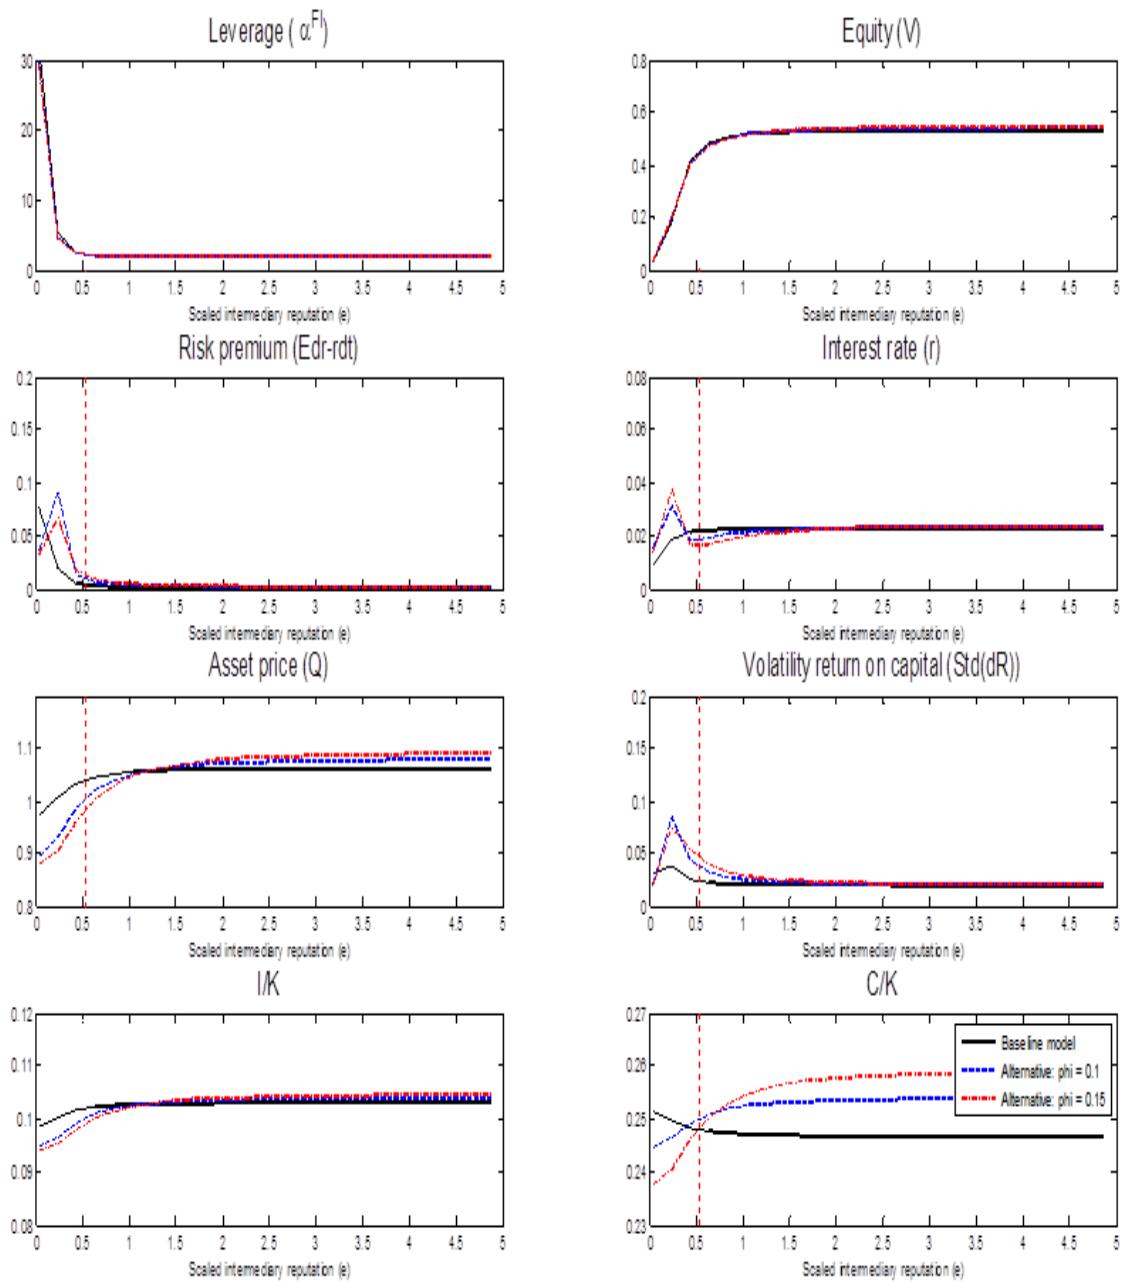 Leverage ( α^FI)
Equity (V)
30
20
10
0
0 0.5 1 1.5 2 2.5 3 3.5 4 4.5 5
Scaled intermediary reputation (e)
0.8
0.6
0.4
0.2
0
0 0.5 1 1.5 2 2.5 3 3.5 4 4.5 5
Scaled intermediary reputation (e)
Risk premium (Edr-rdt)
Interest rate (r)
0.2
0.15
0.1
0.05
0
0 0.5 1 1.5 2 2.5 3 3.5 4 4.5 5
Scaled intermediary reputation (e)
0.08
0.06
0.04
0.02
0
0 0.5 1 1.5 2 2.5 3 3.5 4 4.5 5
Scaled intermediary reputation (e)
Asset price (Q)
Volatility return on capital (Std(dR))
1.1
1
0.9
0.8
0 0.5 1 1.5 2 2.5 3 3.5 4 4.5 5
Scaled intermediary reputation (e)
0.2
0.15
0.1
0.05
0
0 0.5 1 1.5 2 2.5 3 3.5 4 4.5 5
Scaled intermediary reputation (e)
I/K
C/K
0.12
0.11
0.1
0.09
0.08
0 0.5 1 1.5 2 2.5 3 3.5 4 4.5 5
Scaled intermediary reputation (e)
0.27
0.26
0.25
0.24
0.23
0 0.5 1 1.5 2 2.5 3 3.5 4 4.5 5
Scaled intermediary reputation (e)
Baseline model
Alternative: phi = 0.1
Alternative: phi = 0.15